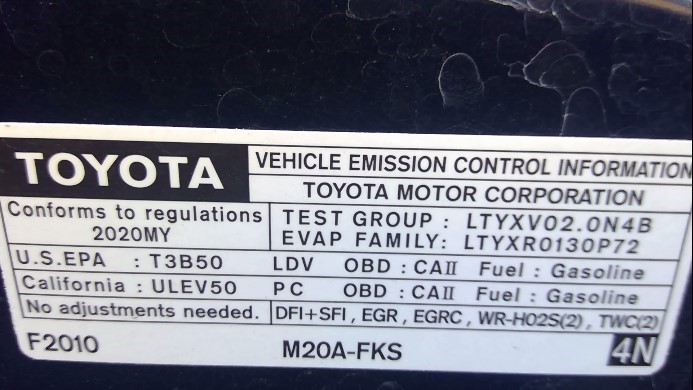 TOYOTA VEHICLE EMISSION CONTROL INFORMATION
TOYOTA MOTOR CORPORATION
Conforms to regulations
2020MY
TEST GROUP : LTYXV02.0N4B
EVAP FAMILY: LTYXR0130P72
U.S.EPA : T3B50 LDV OBD : CAII Fuel : Gasoline
California : ULEV50 PC OBD : CAII Fuel : Gasoline
No adjustments needed. DFI+SFI, EGR, EGRC, WR-HO2S(2), TWC(2)
F2010 M20A-FKS 4N